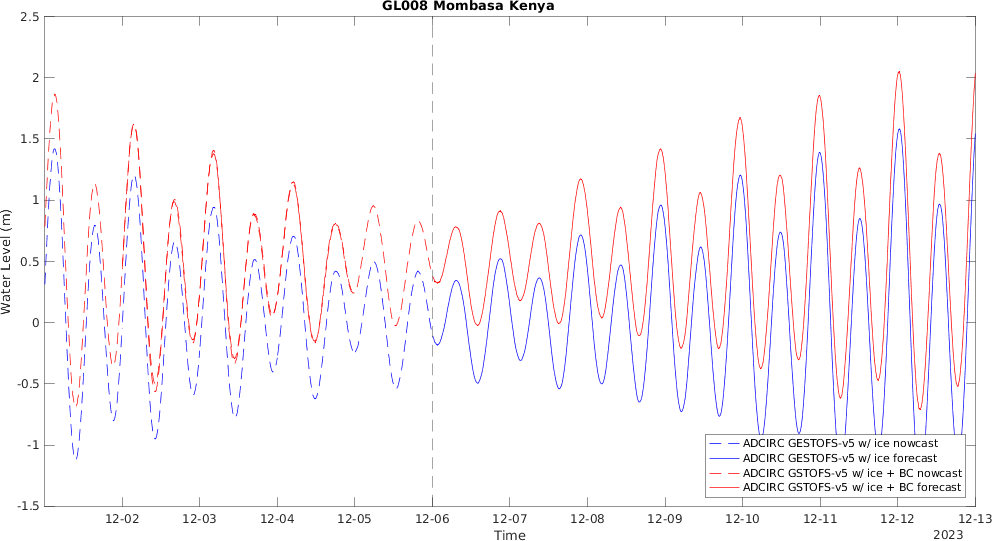 GL008 Mombasa Kenya
2.5
2
1.5
1
0.5
0
-0.5
-1
-1.5
Water Level (m)
12-02 12-03 12-04 12-05 12-06 12-07 12-08 12-09 12-10 12-11 12-12 12-13
Time
2023
ADCIRC GESTOFS-v5 w/ ice nowcast
ADCIRC GESTOFS-v5 w/ ice forecast
ADCIRC GSTOFS-v5 w/ ice + BC nowcast
ADCIRC GSTOFS-v5 w/ ice + BC forecast